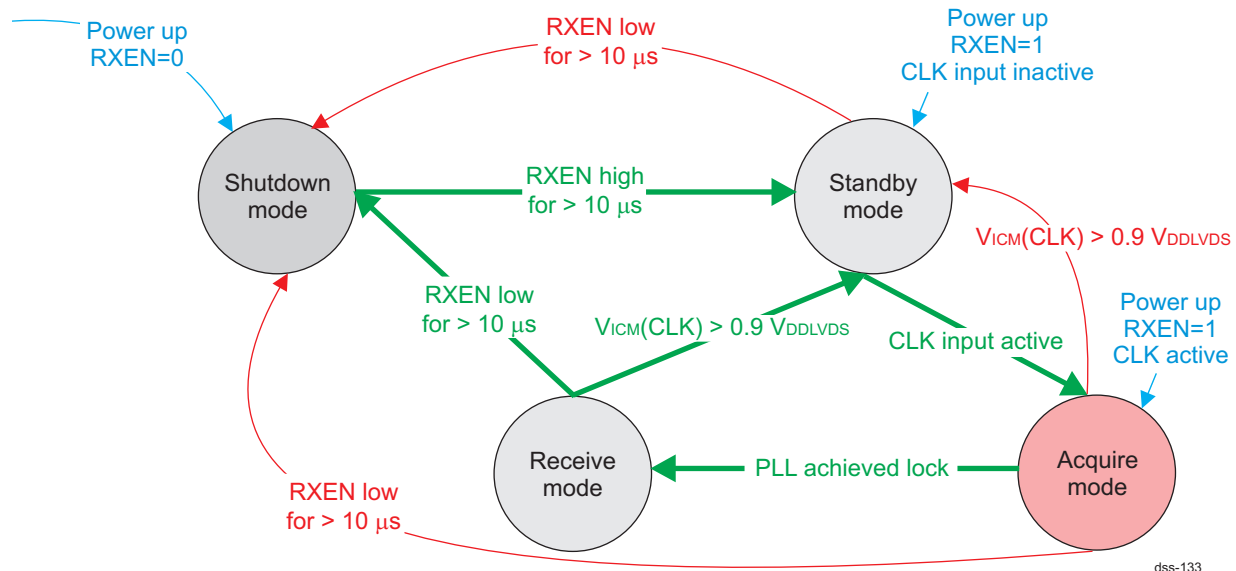 Power up
RXEN=0
RXEN low
for > 10 μs
Power up
RXEN=1
CLK input inactive
Shutdown
mode
RXEN high
for > 10 μs
Standby
mode
VICM(CLK) > 0.9 VDDLVDS
RXEN low
for > 10 μs
VICM(CLK) > 0.9 VDDLVDS
CLK input active
Power up
RXEN=1
CLK active
Receive
mode
PLL achieved lock
Acquire
mode
RXEN low
for > 10 μs
dss-133